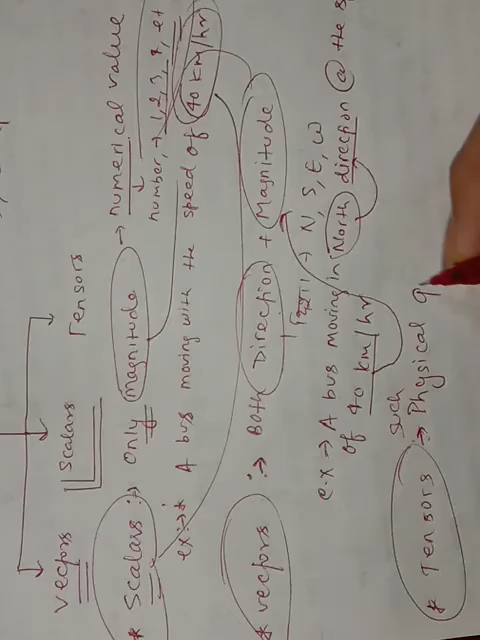 Vectors Scalars Tensors
* Scalars :→ Only Magnitude → numerical value
number, → 1, 2, 3, 4, et
ex :→* A bus moving with the speed of 40 km/hr
* vectors :→ Both Direction + Magnitude
→ N, S, E, W
e.x → A bus moving in North direction @ the s
of 40 km/hr
such
* Tensors :→ Physical q